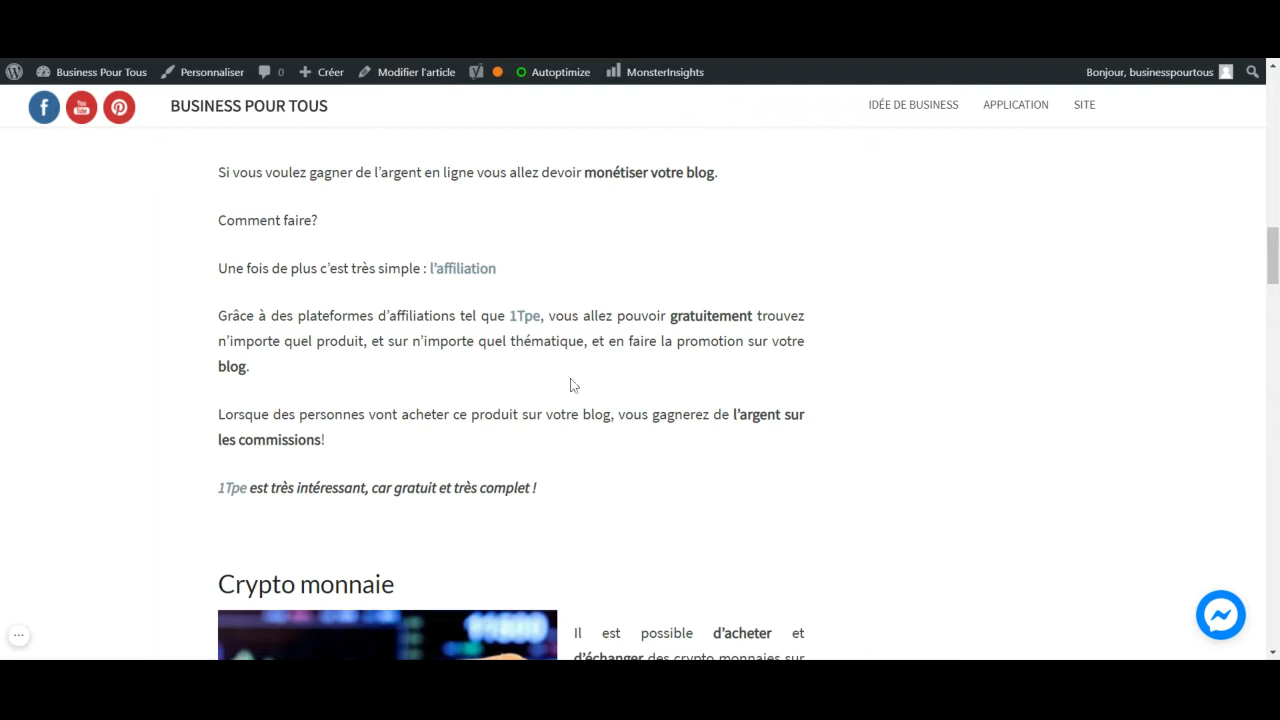 Business Pour Tous Personnaliser 0 Créer Modifier l'article Autoptimize MonsterInsights Bonjour, businesspourtous
BUSINESS POUR TOUS IDÉE DE BUSINESS APPLICATION SITE
Si vous voulez gagner de l'argent en ligne vous allez devoir monétiser votre blog.
Comment faire?
Une fois de plus c'est très simple : l'affiliation
Grâce à des plateformes d'affiliations tel que 1Tpe, vous allez pouvoir gratuitement trouvez
n'importe quel produit, et sur n'importe quel thématique, et en faire la promotion sur votre
blog.
Lorsque des personnes vont acheter ce produit sur votre blog, vous gagnerez de l'argent sur
les commissions!
1Tpe est très intéressant, car gratuit et très complet !
Crypto monnaie
Il est possible d'acheter et
d'échanger des crypto monnaies sur